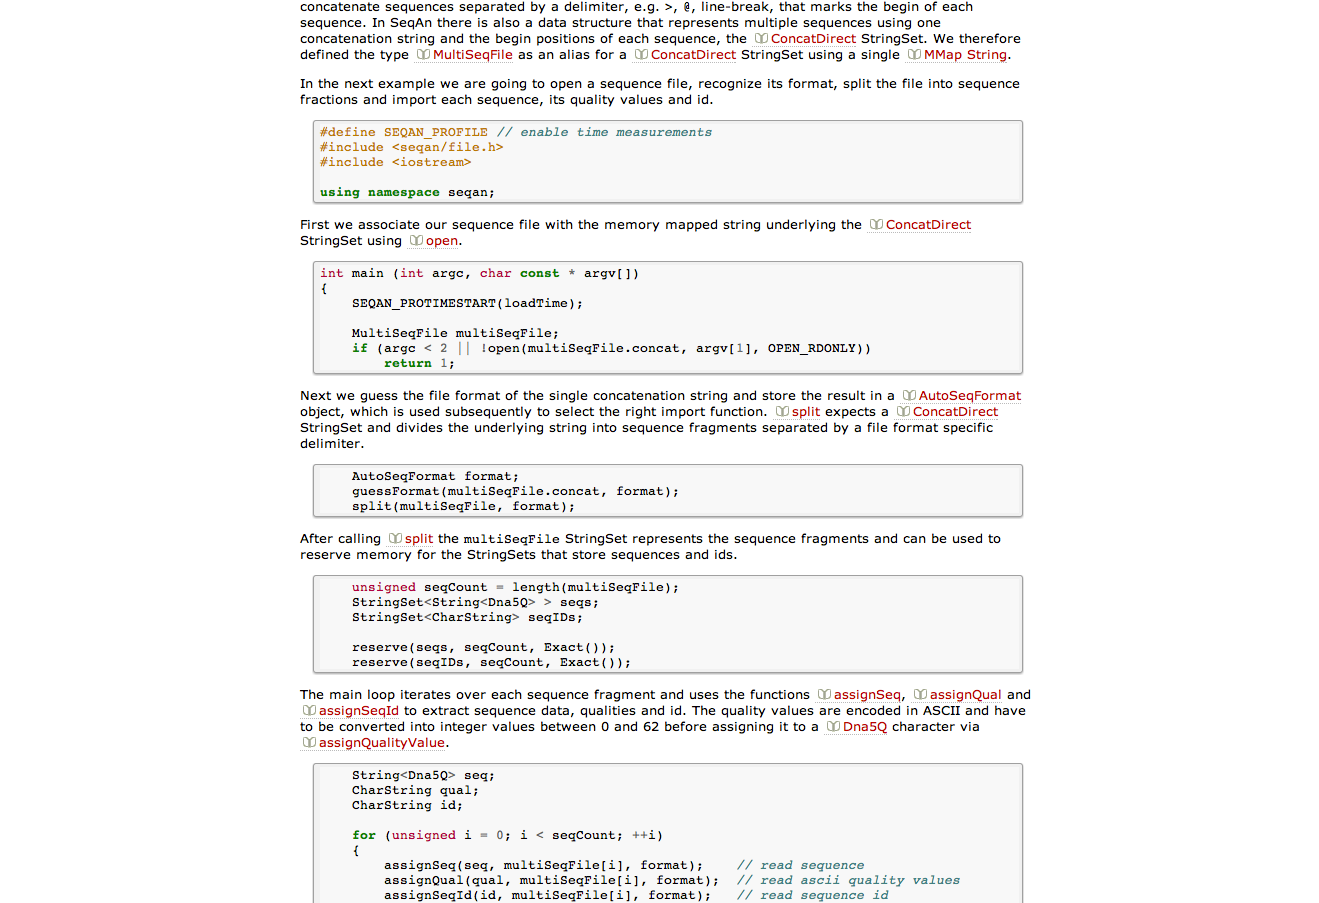 concatenate sequences separated by a delimiter, e.g. >, @, line-break, that marks the begin of each
sequence. In SeqAn there is also a data structure that represents multiple sequences using one
concatenation string and the begin positions of each sequence, the ConcatDirect StringSet. We therefore
defined the type MultiSeqFile as an alias for a ConcatDirect StringSet using a single MMap String.
In the next example we are going to open a sequence file, recognize its format, split the file into sequence
fractions and import each sequence, its quality values and id.
#define SEQAN_PROFILE // enable time measurements
#include <seqan/file.h>
#include <iostream>
using namespace seqan;
First we associate our sequence file with the memory mapped string underlying the ConcatDirect
StringSet using open.
int main (int argc, char const * argv[])
{
    SEQAN_PROTIMESTART(loadTime);
    MultiSeqFile multiSeqFile;
    if (argc < 2 || !open(multiSeqFile.concat, argv[1], OPEN_RDONLY))
        return 1;
Next we guess the file format of the single concatenation string and store the result in a AutoSeqFormat
object, which is used subsequently to select the right import function. split expects a ConcatDirect
StringSet and divides the underlying string into sequence fragments separated by a file format specific
delimiter.
    AutoSeqFormat format;
    guessFormat(multiSeqFile.concat, format);
    split(multiSeqFile, format);
After calling split the multiSeqFile StringSet represents the sequence fragments and can be used to
reserve memory for the StringSets that store sequences and ids.
    unsigned seqCount = length(multiSeqFile);
    StringSet<String<Dna5Q> > seqs;
    StringSet<CharString> seqIDs;
    reserve(seqs, seqCount, Exact());
    reserve(seqIDs, seqCount, Exact());
The main loop iterates over each sequence fragment and uses the functions assignSeq, assignQual and
assignSeqId to extract sequence data, qualities and id. The quality values are encoded in ASCII and have
to be converted into integer values between 0 and 62 before assigning it to a Dna5Q character via
assignQualityValue.
    String<Dna5Q> seq;
    CharString qual;
    CharString id;
    for (unsigned i = 0; i < seqCount; ++i)
    {
        assignSeq(seq, multiSeqFile[i], format);    // read sequence
        assignQual(qual, multiSeqFile[i], format);  // read ascii quality values
        assignSeqId(id, multiSeqFile[i], format);   // read sequence id